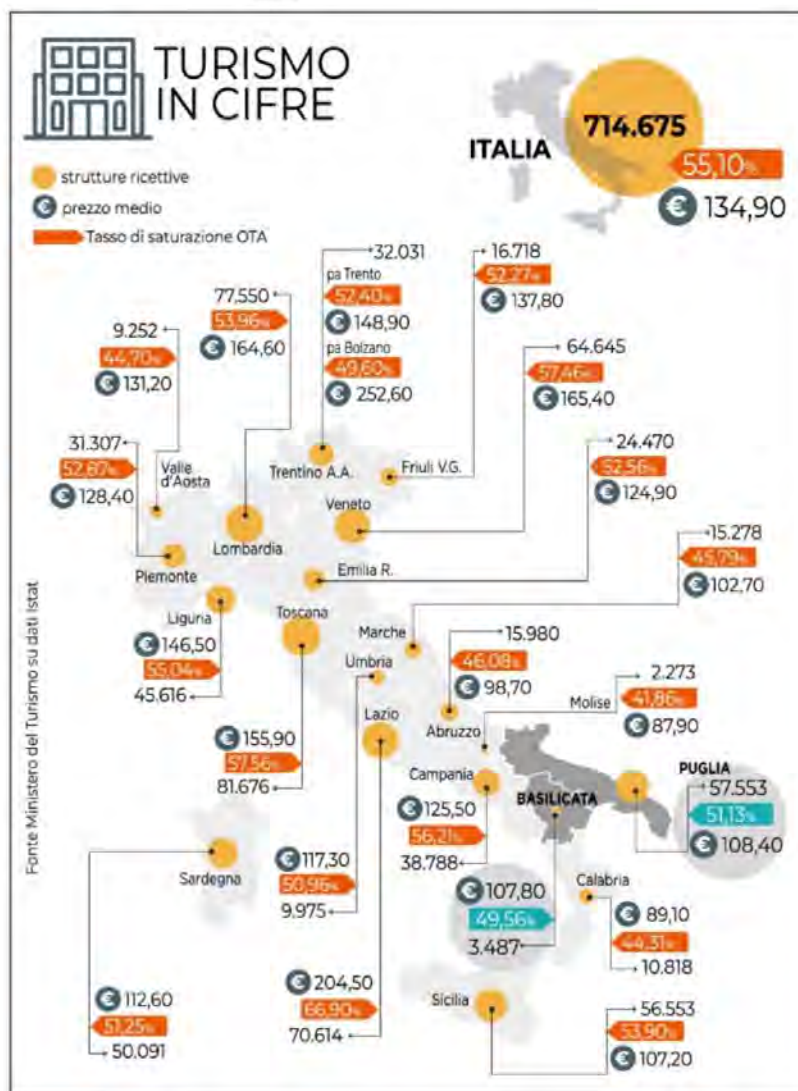 TURISMO
IN CIFRE
ITALIA
714.675
55,10%
€ 134,90
strutture ricettive
€ prezzo medio
Tasso di saturazione OTA
32.031
pa Trento
52,40%
€ 148,90
pa Bolzano
49,60%
€ 252,60
Trentino A.A.
16.718
52,27%
€ 137,80
Friuli V.G.
77.550
53,96%
€ 164,60
Lombardia
9.252
44,70%
€ 131,20
Valle
d'Aosta
64.645
57,46%
€ 165,40
Veneto
31.307
52,87%
€ 128,40
Piemonte
24.470
52,56%
€ 124,90
Emilia R.
15.278
45,79%
€ 102,70
Marche
Liguria
€ 146,50
55,04%
45.616
Toscana
€ 155,90
57,56%
81.676
Umbria
€ 117,30
50,96%
9.975
15.980
46,08%
€ 98,70
Abruzzo
2.273
41,86%
€ 87,90
Molise
Lazio
€ 204,50
66,90%
70.614
Campania
€ 125,50
56,21%
38.788
BASILICATA
€ 107,80
49,56%
3.487
PUGLIA
57.553
51,13%
€ 108,40
Calabria
€ 89,10
44,31%
10.818
Sardegna
€ 112,60
51,25%
50.091
Sicilia
56.553
53,90%
€ 107,20
Fonte Ministero del Turismo su dati Istat